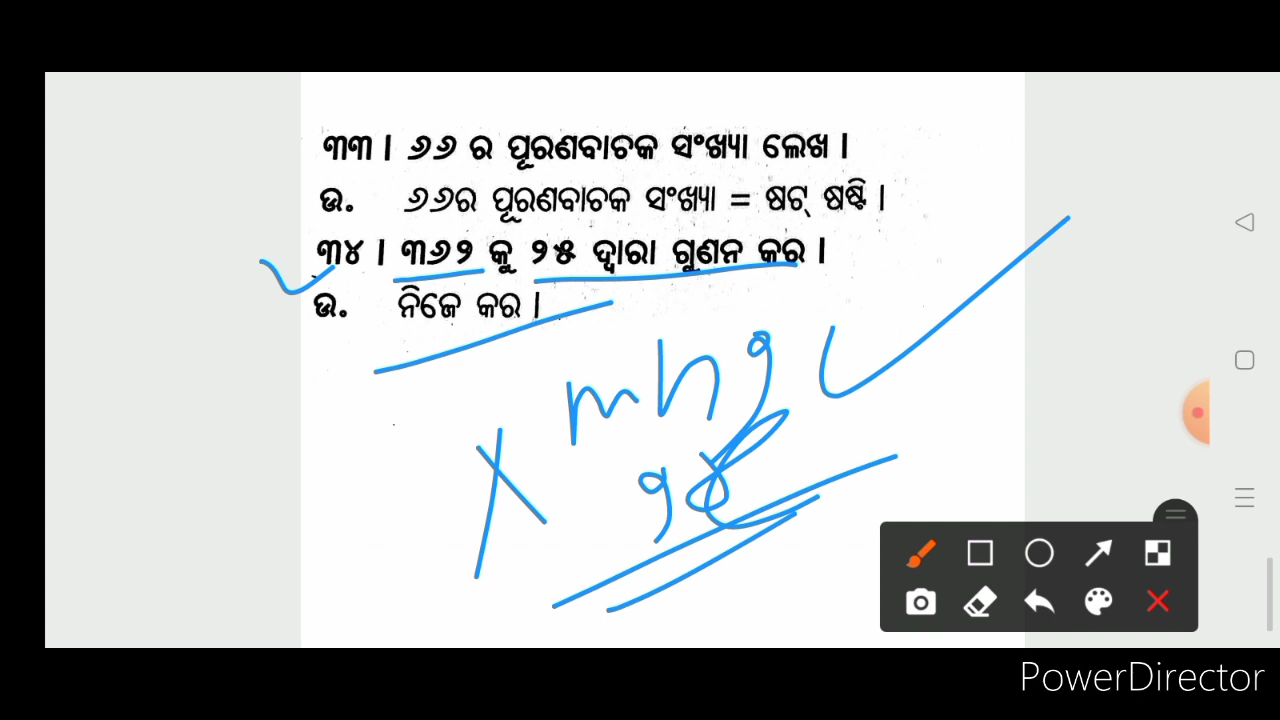 ୩୩ । ୬୬ ର ପୂରଣବାଚକ ସଂଖ୍ୟା ଲେଖ ।
ଉ. ୬୬ର ପୂରଣବାଚକ ସଂଖ୍ୟା = ଷଟ୍ ଷଷ୍ଟି ।
୩୪ । ୩୬୨ କୁ ୨୫ ଦ୍ୱାରା ଗୁଣନ କର ।
ଉ. ନିଜେ କର ।
PowerDirector